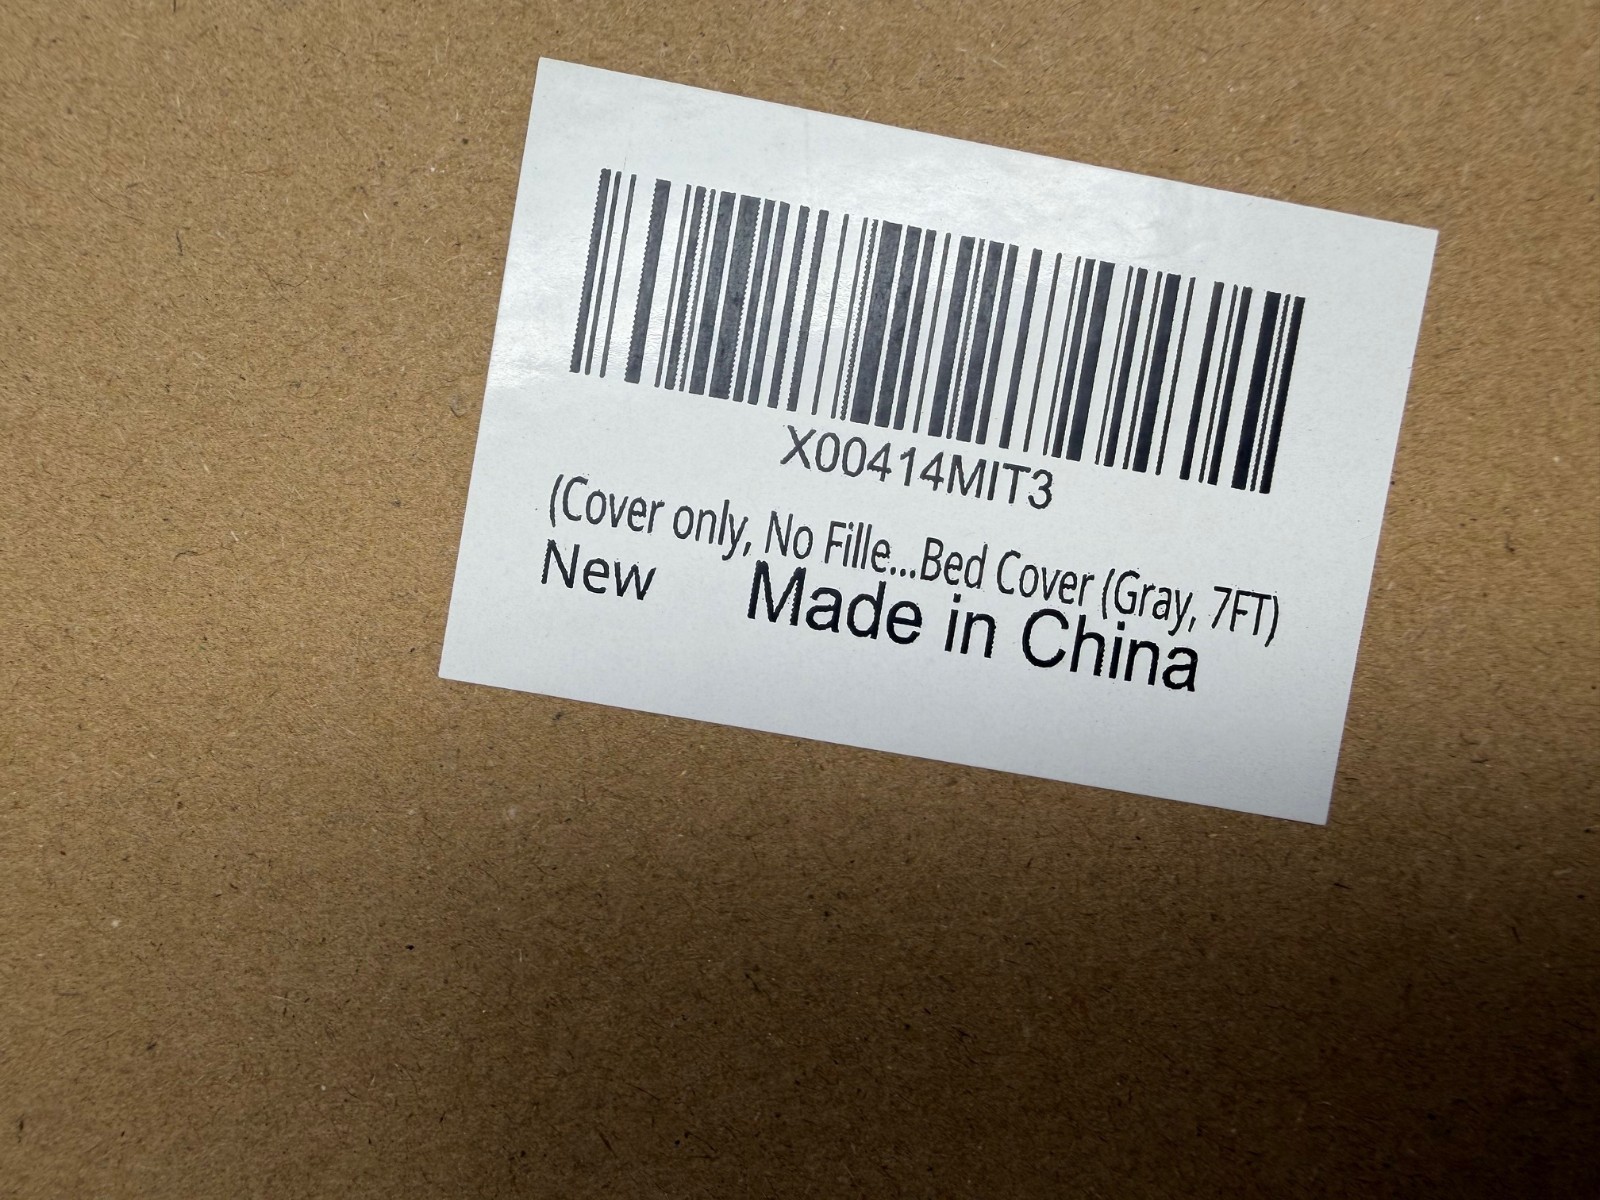 X00414MIT3
(Cover only, No Fille...Bed Cover (Gray, 7FT)
New Made in China